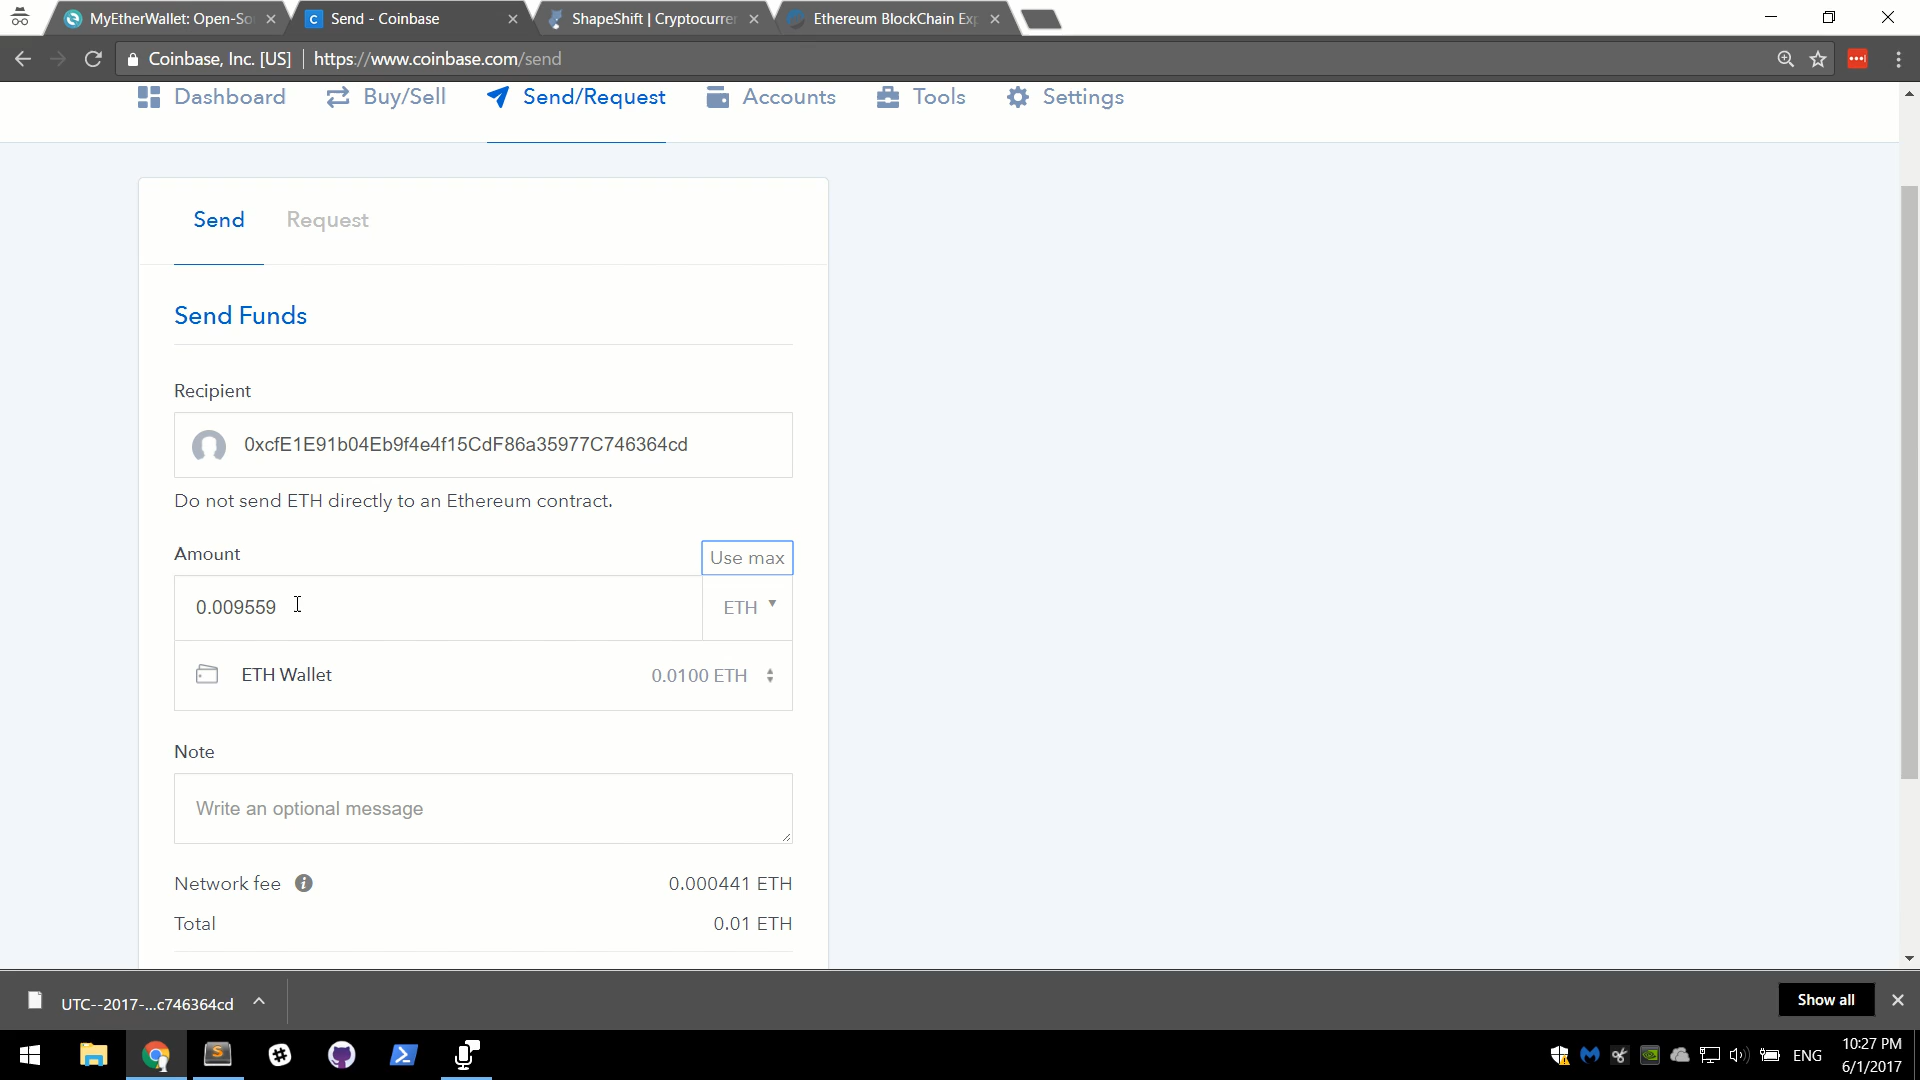 MyEtherWallet: Open-So
Send - Coinbase
ShapeShift | Cryptocurre
Ethereum BlockChain Exp
Coinbase, Inc. [US]
https://www.coinbase.com/send
Dashboard
Buy/Sell
Send/Request
Accounts
Tools
Settings
Send
Request
Send Funds
Recipient
0xcfE1E91b04Eb9f4e4f15CdF86a35977C746364cd
Do not send ETH directly to an Ethereum contract.
Amount
Use max
0.009559
ETH
ETH Wallet
0.0100 ETH
Note
Write an optional message
Network fee
0.000441 ETH
Total
0.01 ETH
UTC--2017-...c746364cd
Show all
ENG
10:27 PM
6/1/2017